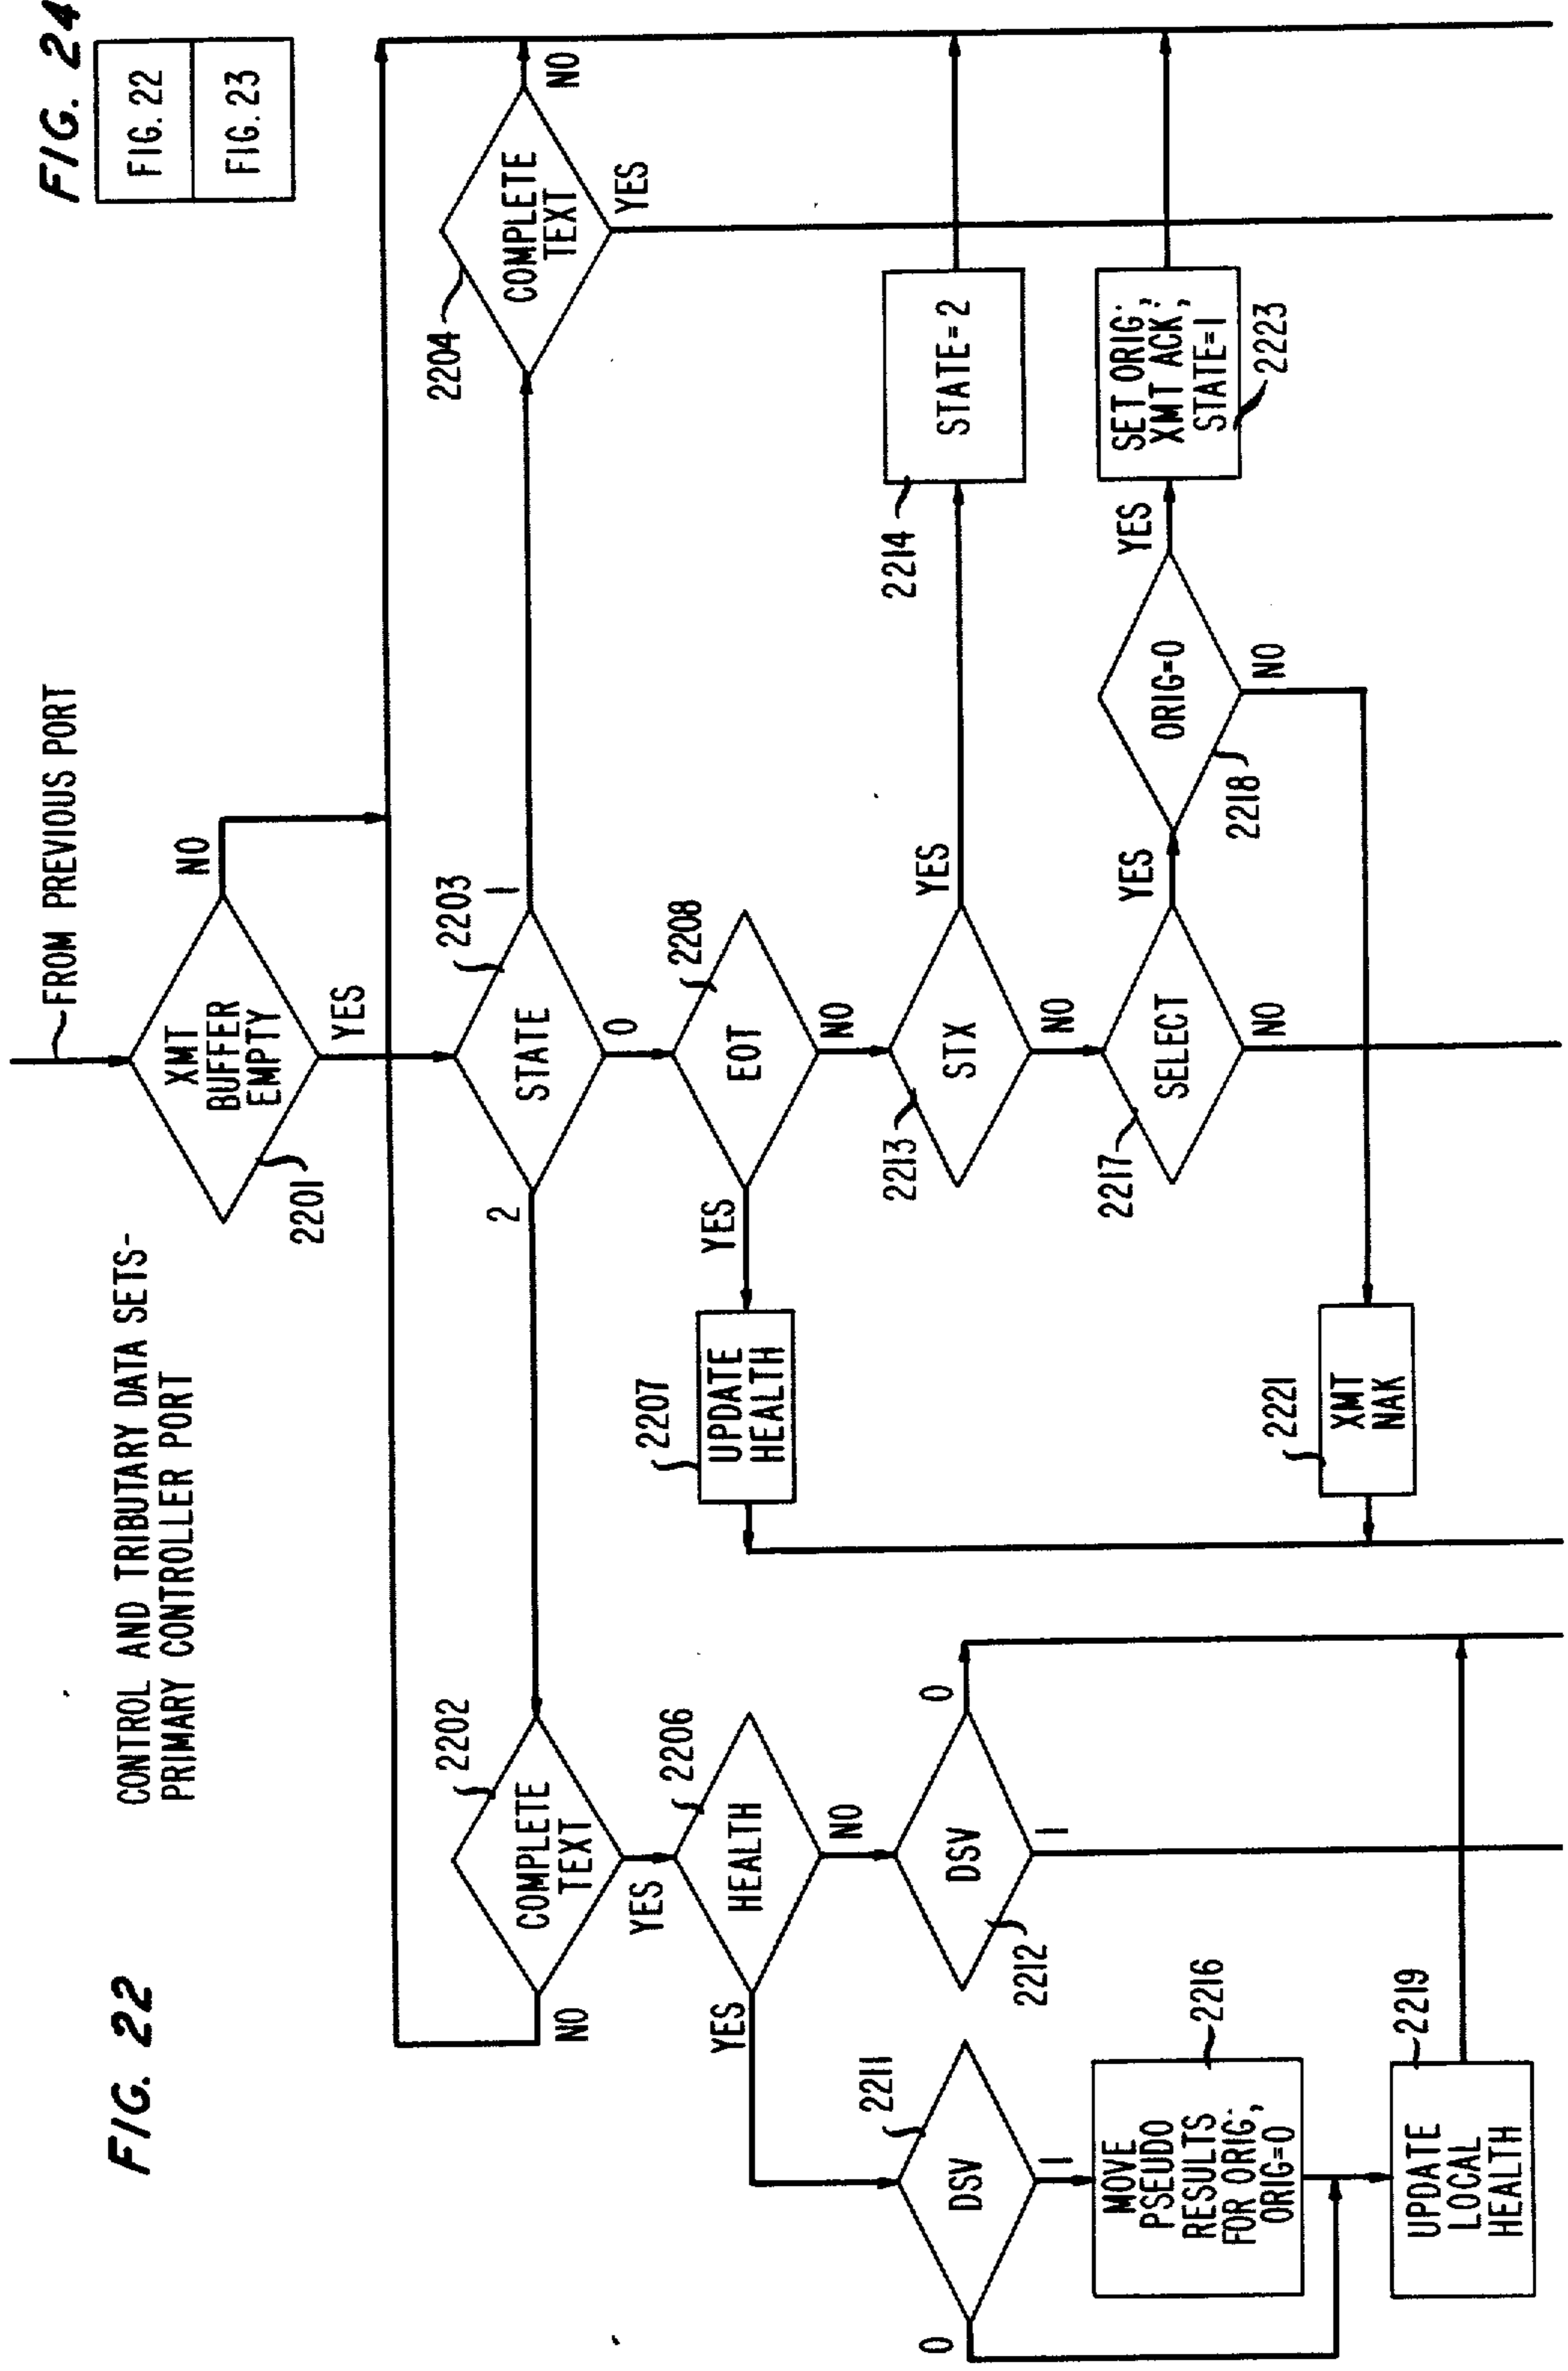 FIG. 22
CONTROL AND TRIBUTARY DATA SETS-
PRIMARY CONTROLLER PORT
FROM PREVIOUS PORT
FIG. 24
FIG. 22
FIG. 23
XMT
BUFFER
EMPTY
2201
NO
YES
COMPLETE
TEXT
2202
NO
YES
STATE
2203
2
0
1
COMPLETE
TEXT
2204
NO
YES
HEALTH
2206
YES
NO
UPDATE
HEALTH
2207
YES
EOT
2208
NO
DSV
2211
0
1
DSV
2212
0
1
STX
2213
YES
NO
STATE=2
2214
MOVE
PSEUDO
RESULTS
FOR ORIG;
ORIG=0
2216
SELECT
2217
YES
NO
ORIG=0
2218
YES
NO
SET ORIG;
XMT ACK;
STATE=1
2223
UPDATE
LOCAL
HEALTH
2219
XMT
NAK
2221